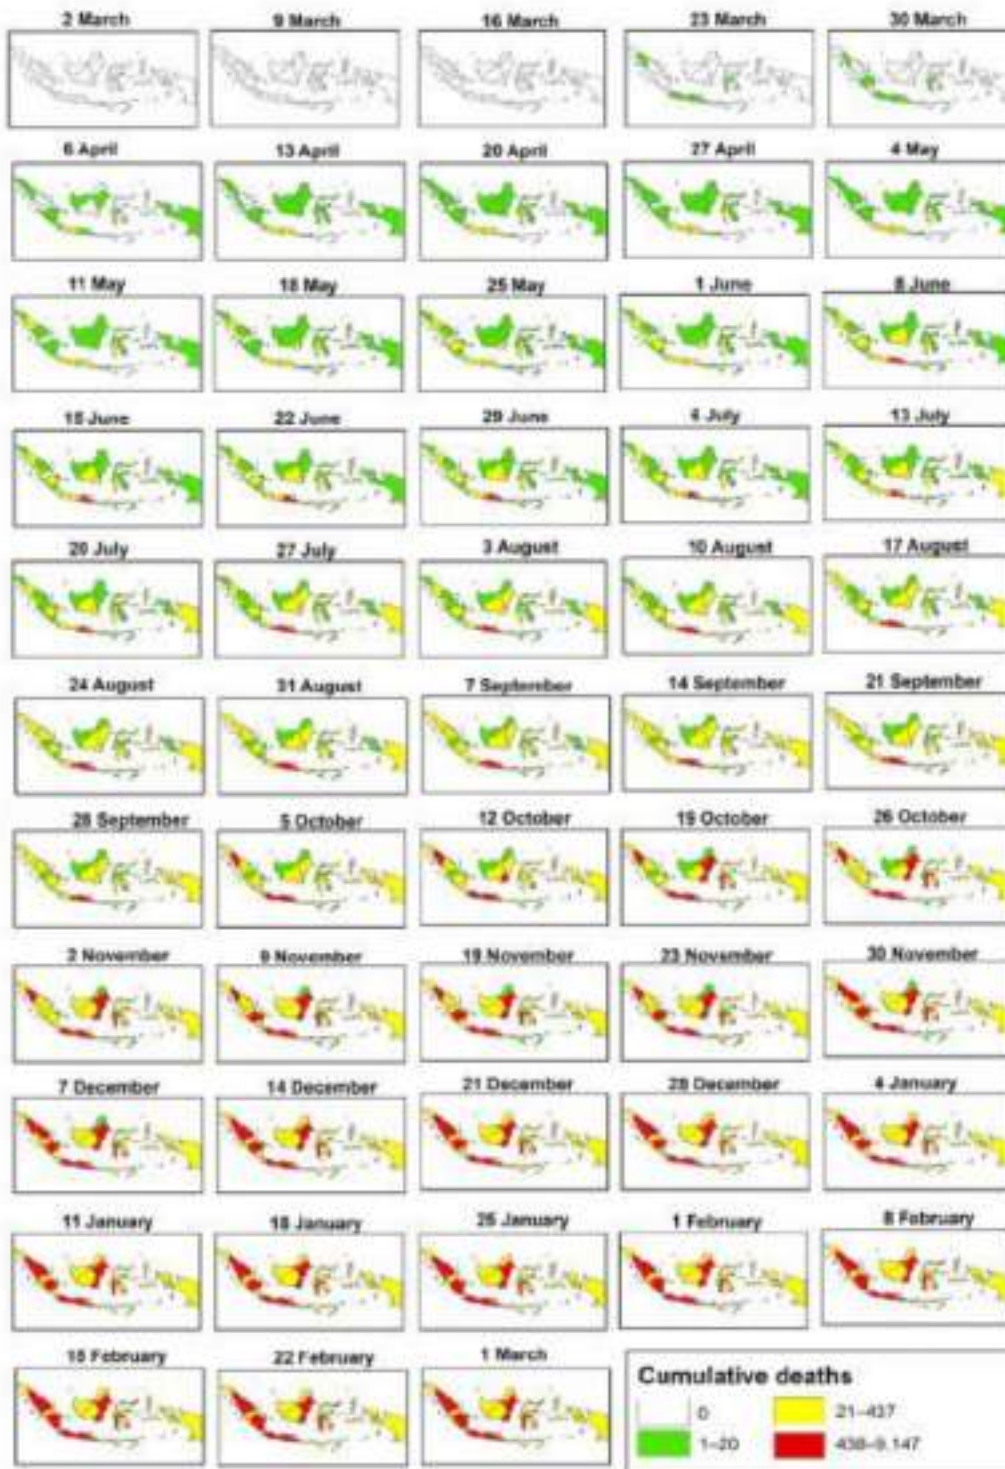 2 March 9 March 16 March 23 March 30 March
6 April 13 April 20 April 27 April 4 May
11 May 18 May 25 May 1 June 8 June
15 June 22 June 29 June 6 July 13 July
20 July 27 July 3 August 10 August 17 August
24 August 31 August 7 September 14 September 21 September
28 September 5 October 12 October 19 October 26 October
2 November 9 November 19 November 23 November 30 November
7 December 14 December 21 December 28 December 4 January
11 January 18 January 25 January 1 February 8 February
15 February 22 February 1 March
Cumulative deaths
0 21–437
1–20 438–9.147